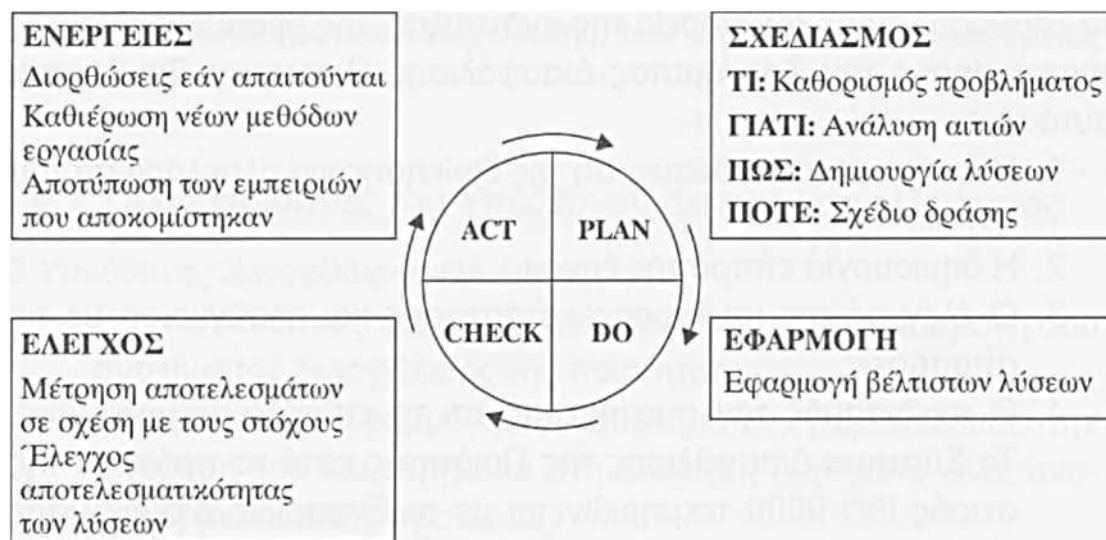 ΕΝΕΡΓΕΙΕΣ
Διορθώσεις εάν απαιτούνται
Καθιέρωση νέων μεθόδων
εργασίας
Αποτύπωση των εμπειριών
που αποκομίστηκαν
ΣΧΕΔΙΑΣΜΟΣ
ΤΙ: Καθορισμός προβλήματος
ΓΙΑΤΙ: Ανάλυση αιτιών
ΠΩΣ: Δημιουργία λύσεων
ΠΟΤΕ: Σχέδιο δράσης
ACT
PLAN
CHECK
DO
ΕΛΕΓΧΟΣ
Μέτρηση αποτελεσμάτων
σε σχέση με τους στόχους
Έλεγχος
αποτελεσματικότητας
των λύσεων
ΕΦΑΡΜΟΓΗ
Εφαρμογή βέλτιστων λύσεων